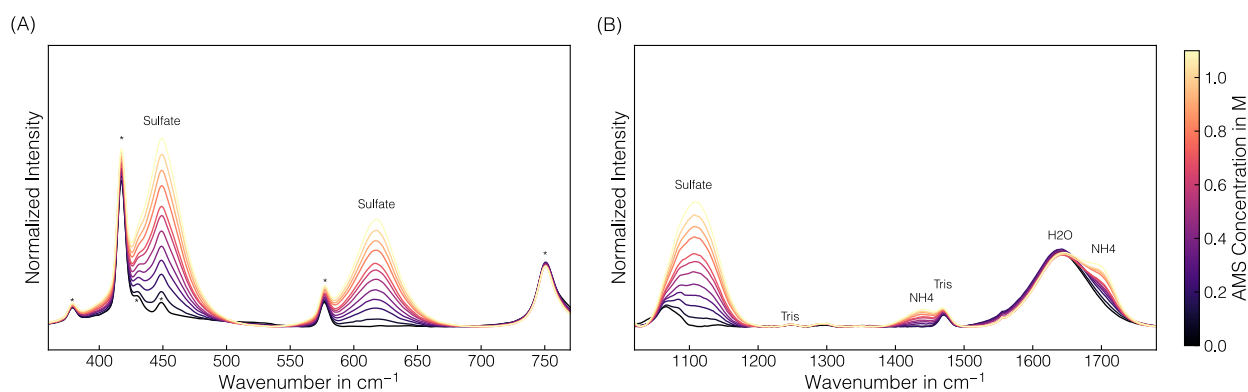 (A)
(B)
*
Sulfate
Sulfate
*
*
*
*
*
*
Normalized Intensity
400
450
500
550
600
650
700
750
Wavenumber in cm⁻¹
Sulfate
Tris
NH4
Tris
H2O
NH4
Normalized Intensity
1100
1200
1300
1400
1500
1600
1700
Wavenumber in cm⁻¹
1.0
0.8
0.6
0.4
0.2
0.0
AMS Concentration in M